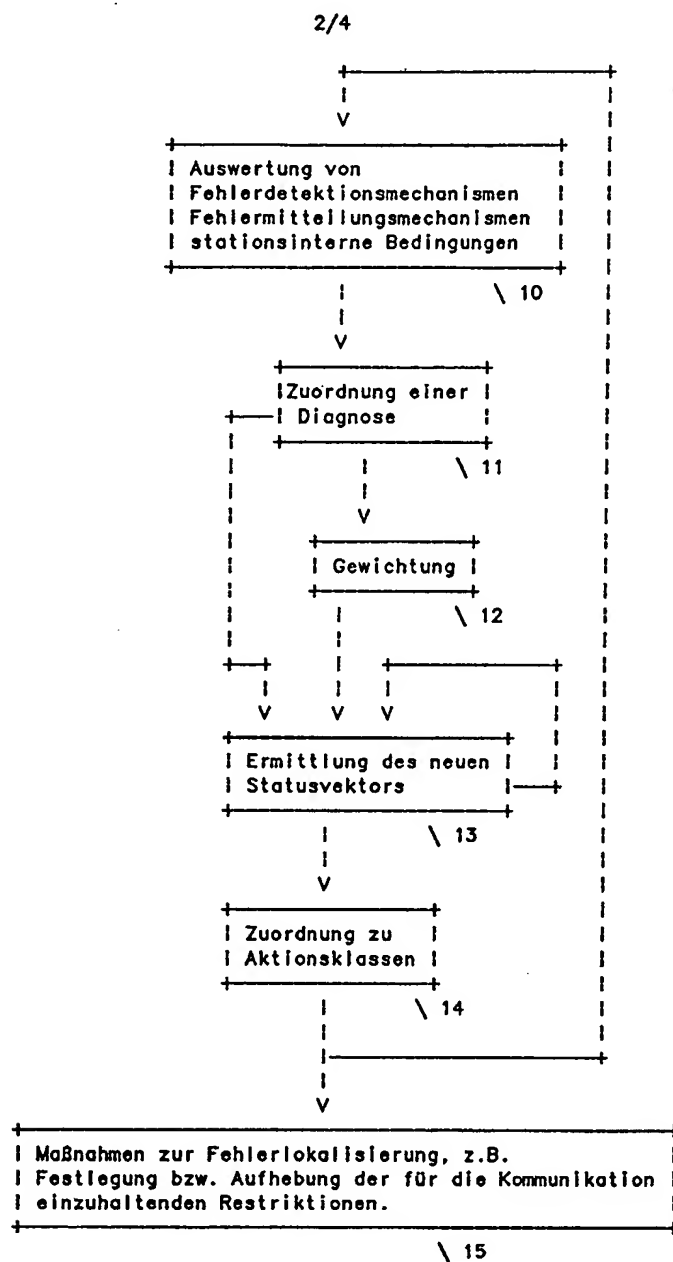 2/4
Auswertung von
Fehlerdetektionsmechanismen
Fehlermitteilungsmechanismen
stationsinterne Bedingungen
10
Zuordnung einer
Diagnose
11
Gewichtung
12
Ermittlung des neuen
Statusvektors
13
Zuordnung zu
Aktionsklassen
14
Maßnahmen zur Fehlerlokalisierung, z.B.
Festlegung bzw. Aufhebung der für die Kommunikation
einzuhaltenden Restriktionen.
15